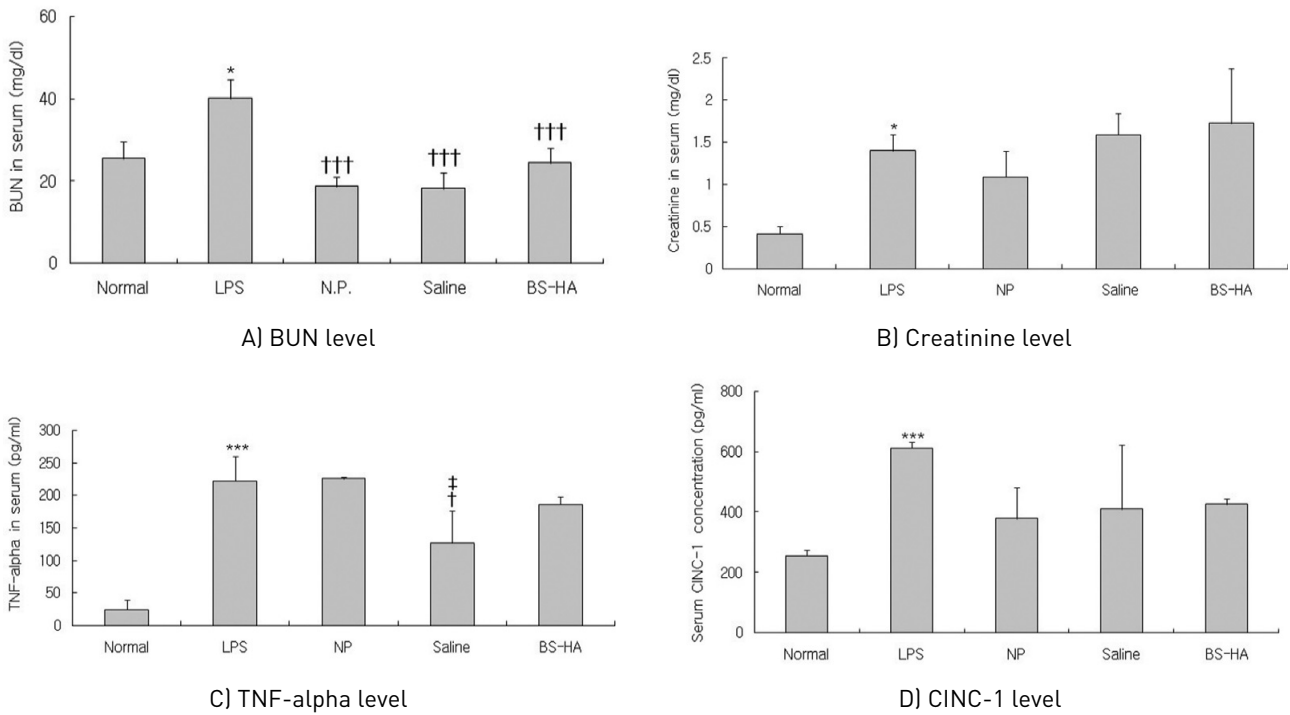 BUN in serum (mg/dl)
60
40
20
0
*
†††
†††
†††
Normal LPS N.P. Saline BS-HA
A) BUN level
Creatinine in serum (mg/dl)
2.5
2
1.5
1
0.5
0
*
Normal LPS NP Saline BS-HA
B) Creatinine level
TNF-alpha in serum (pg/ml)
300
250
200
150
100
50
0
***
‡
†
Normal LPS NP Saline BS-HA
C) TNF-alpha level
Serum CINC-1 concentration (pg/ml)
800
600
400
200
0
***
Normal LPS NP Saline BS-HA
D) CINC-1 level